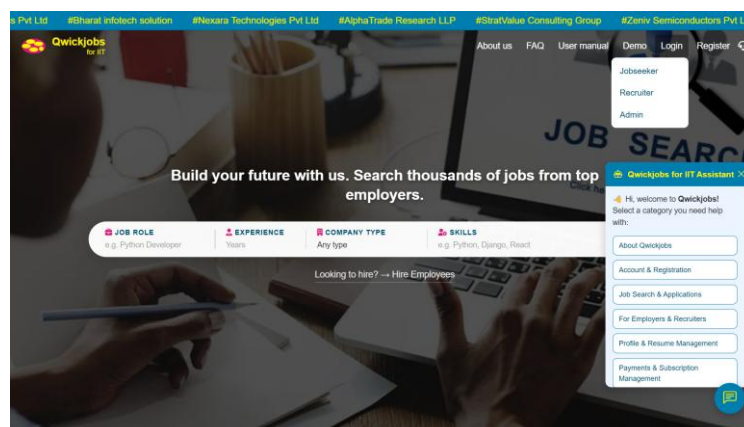 s Pvt Ltd #Bharat infotech solution #Nexara Technologies Pvt Ltd #AlphaTrade Research LLP #StratValue Consulting Group #Zeniv Semiconductors Pvt L
Qwickjobs
for IIT
About us FAQ User manual Demo Login Register
Jobseeker
Recruiter
Admin
JOB SEARC
Click he
Build your future with us. Search thousands of jobs from top
employers.
JOB ROLE EXPERIENCE COMPANY TYPE SKILLS
e.g. Python Developer Years Any type e.g. Python, Django, React
Looking to hire? → Hire Employees
Qwickjobs for IIT Assistant
Hi, welcome to Qwickjobs!
Select a category you need help
with:
About Qwickjobs
Account & Registration
Job Search & Applications
For Employers & Recruiters
Profile & Resume Management
Payments & Subscription
Management